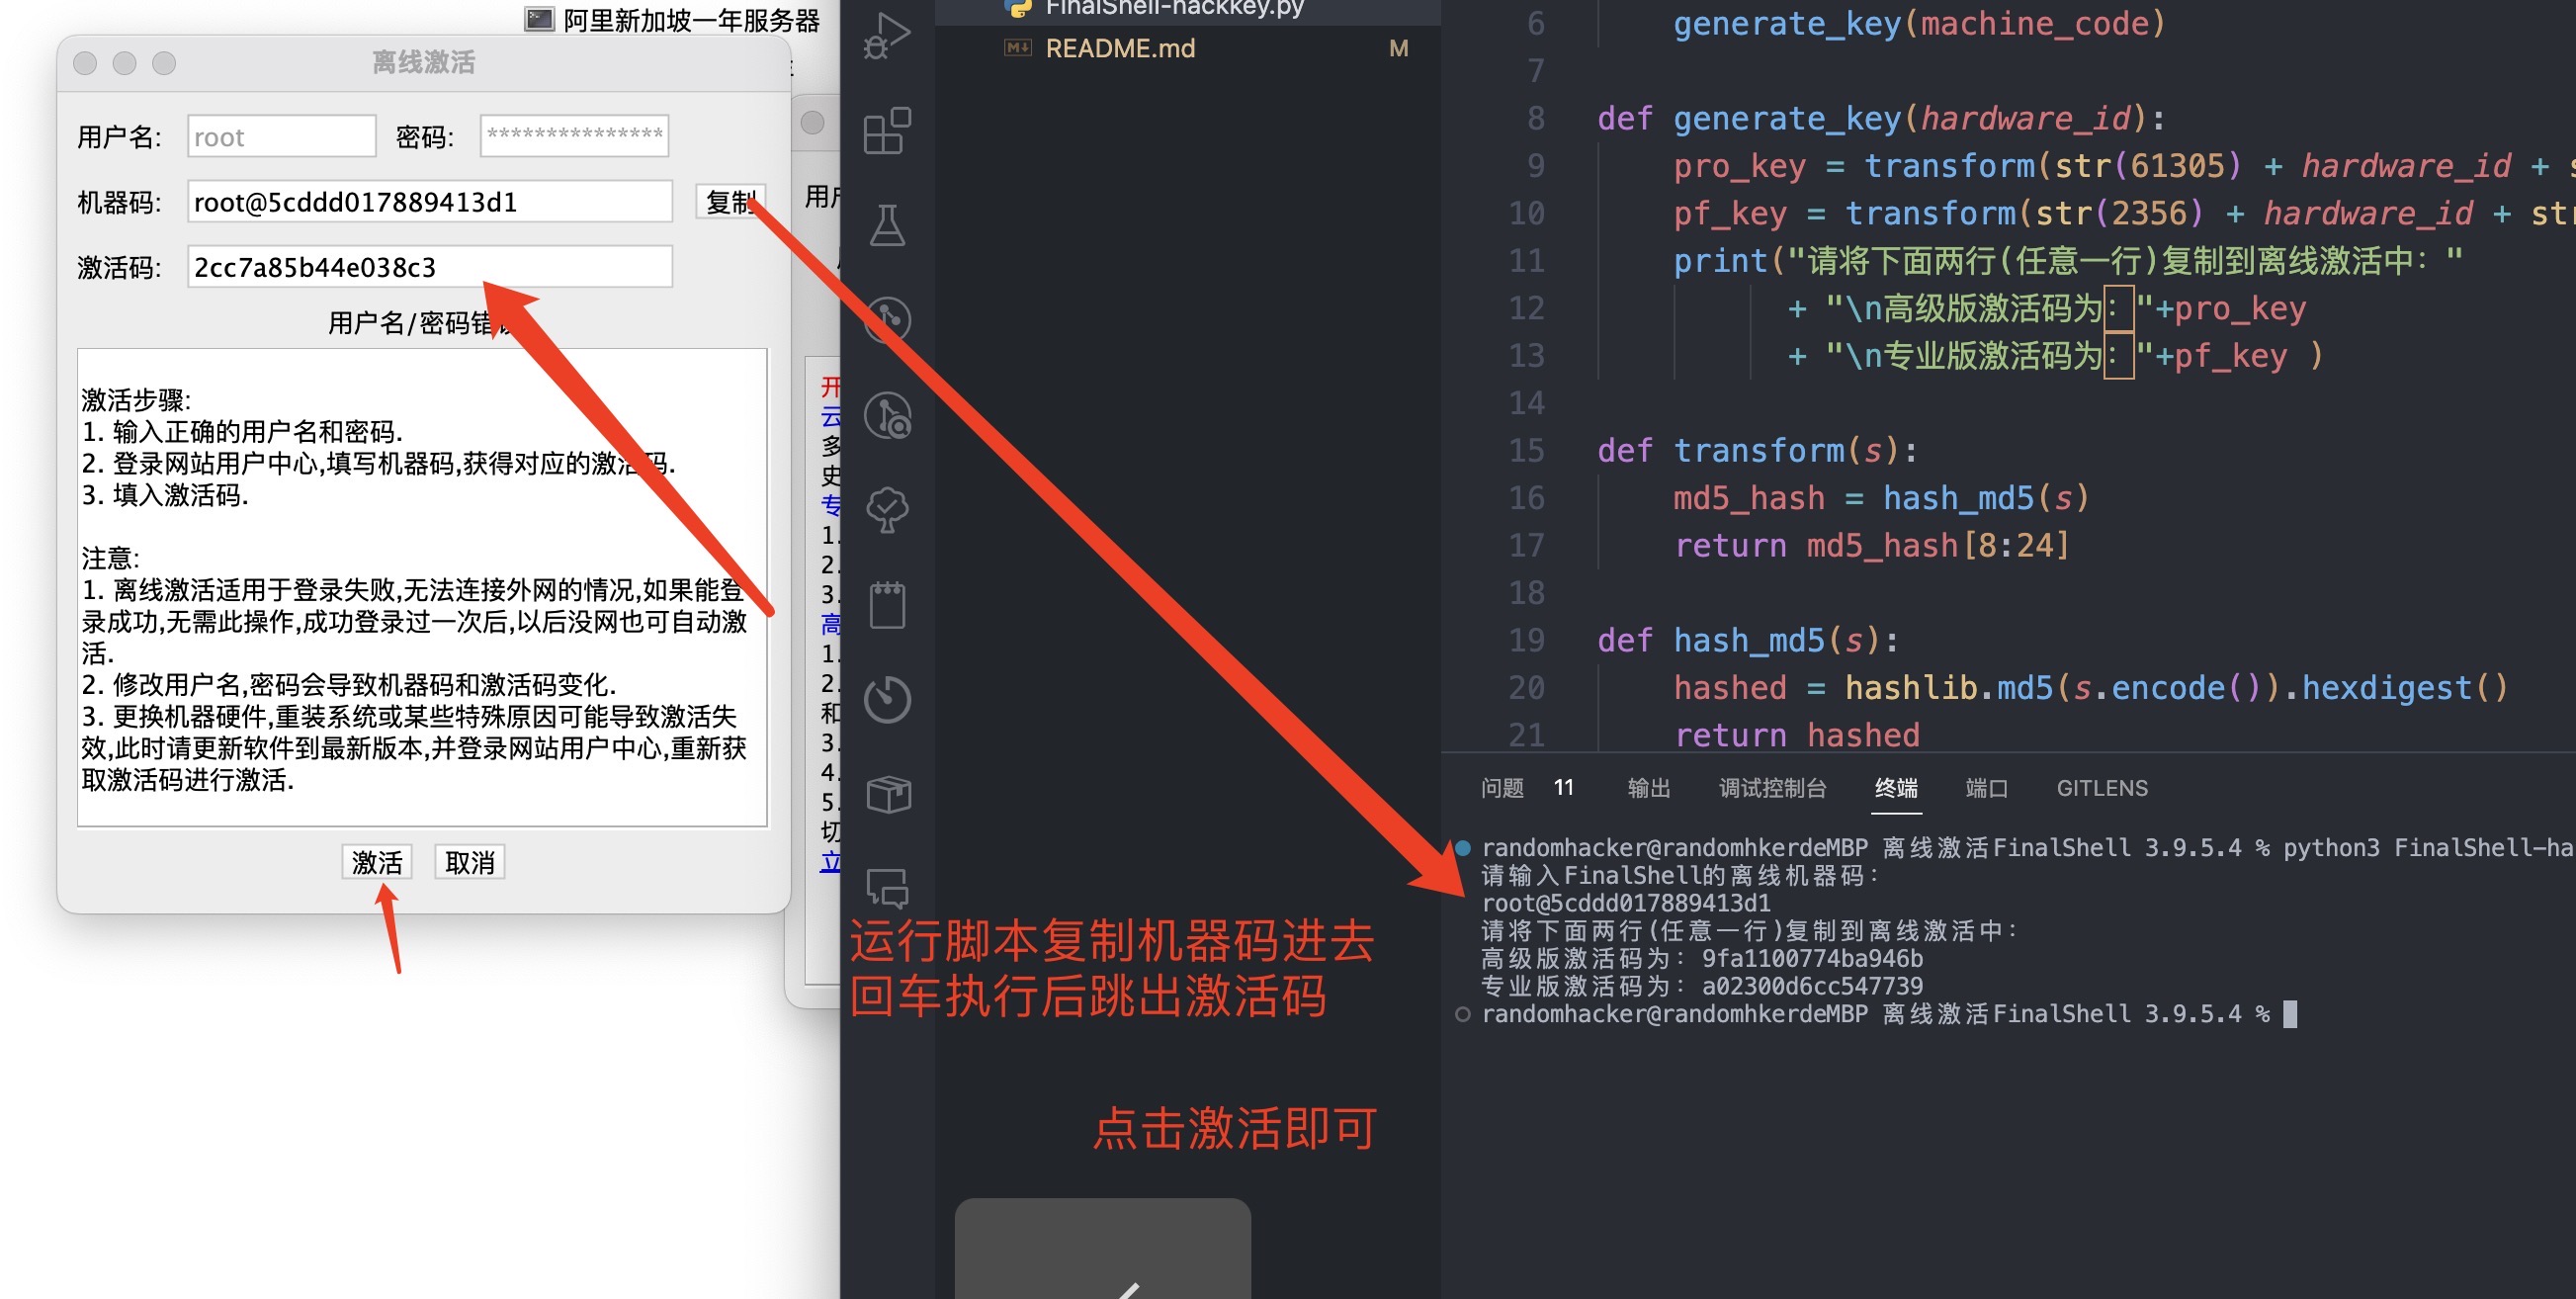 阿里新加坡一年服务器
离线激活
用户名: root 密码: ***************
机器码: root@5cddd017889413d1 复制
激活码: 2cc7a85b44e038c3
用户名/密码错
激活步骤:
1. 输入正确的用户名和密码.
2. 登录网站用户中心,填写机器码,获得对应的激活码.
3. 填入激活码.
注意:
1. 离线激活适用于登录失败,无法连接外网的情况,如果能登
录成功,无需此操作,成功登录过一次后,以后没网也可自动激
活.
2. 修改用户名,密码会导致机器码和激活码变化.
3. 更换机器硬件,重装系统或某些特殊原因可能导致激活失
效,此时请更新软件到最新版本,并登录网站用户中心,重新获
取激活码进行激活.
激活 取消
用户
开
云
多
史
专
1.
2.
3.
高
1.
2.
和
3.
4.
5.
切
立
FinalShell-hackkey.py
README.md M
6 generate_key(machine_code)
7
8 def generate_key(hardware_id):
9 pro_key = transform(str(61305) + hardware_id + s
10 pf_key = transform(str(2356) + hardware_id + str
11 print("请将下面两行(任意一行)复制到离线激活中: "
12 + "\n高级版激活码为："+pro_key
13 + "\n专业版激活码为："+pf_key )
14
15 def transform(s):
16 md5_hash = hash_md5(s)
17 return md5_hash[8:24]
18
19 def hash_md5(s):
20 hashed = hashlib.md5(s.encode()).hexdigest()
21 return hashed
问题 11 输出 调试控制台 终端 端口 GITLENS
randomhacker@randomhkerdeMBP 离线激活FinalShell 3.9.5.4 % python3 FinalShell-ha
请输入FinalShell的离线机器码：
root@5cddd017889413d1
请将下面两行(任意一行)复制到离线激活中：
高级版激活码为：9fa1100774ba946b
专业版激活码为：a02300d6cc547739
randomhacker@randomhkerdeMBP 离线激活FinalShell 3.9.5.4 %
运行脚本复制机器码进去
回车执行后跳出激活码
点击激活即可